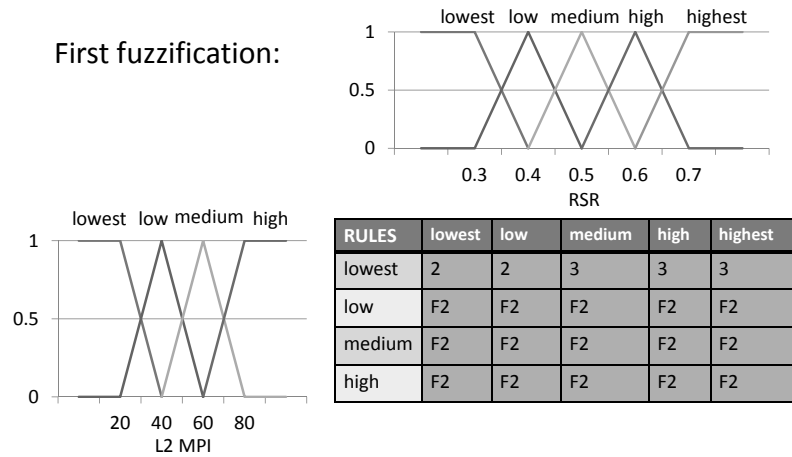 First fuzzification:
lowest low medium high highest
1
0.5
0
0.3 0.4 0.5 0.6 0.7
RSR
lowest low medium high
1
0.5
0
20 40 60 80
L2 MPI
RULES lowest low medium high highest
lowest 2 2 3 3 3
low F2 F2 F2 F2 F2
medium F2 F2 F2 F2 F2
high F2 F2 F2 F2 F2